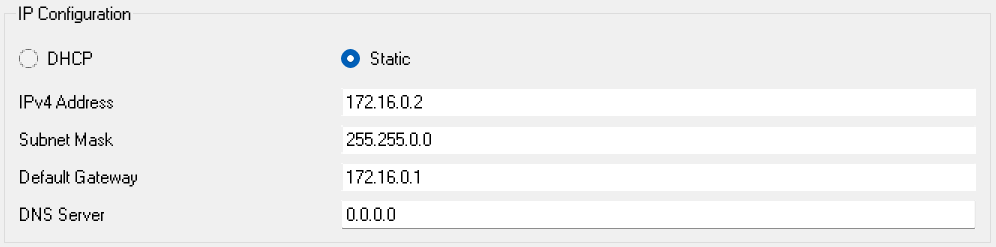 IP Configuration
DHCP Static
IPv4 Address 172.16.0.2
Subnet Mask 255.255.0.0
Default Gateway 172.16.0.1
DNS Server 0.0.0.0